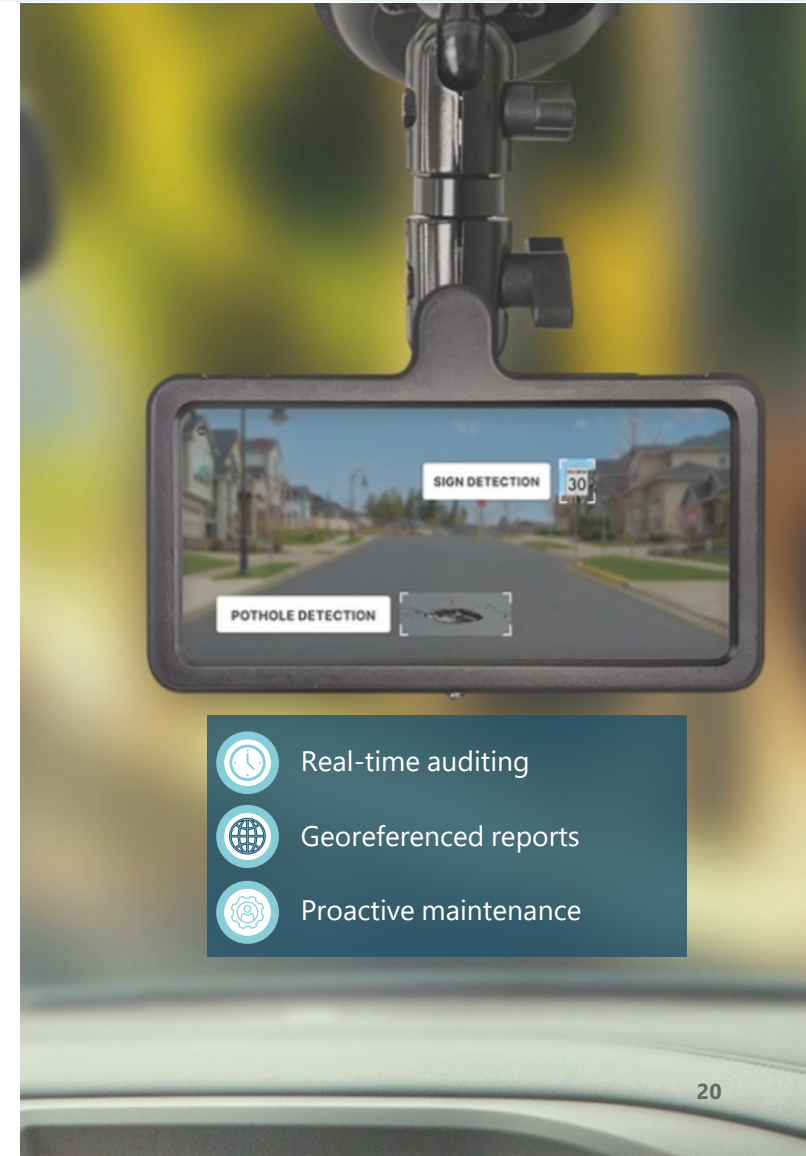 SIGN DETECTION
30
POTHOLE DETECTION
Real-time auditing
Georeferenced reports
Proactive maintenance
20